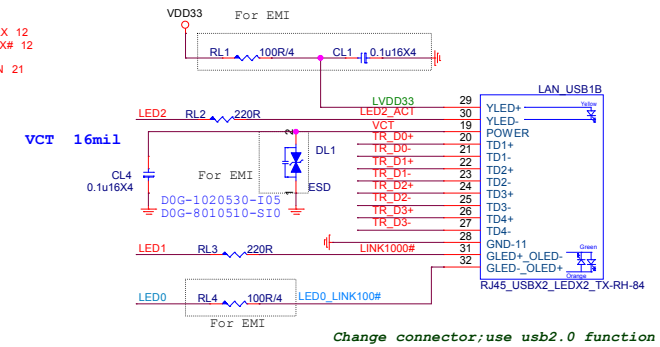 VDD33
For EMI
X 12
X# 12
N 21
RL1
100R/4
CL1
0.1u16X4
LAN_USB1B
LVDD33
29
YLED+
Yellow
LED2
RL2
220R
LED2_ACT
30
YLED-
VCT 16mil
VCT
19
POWER
TR_D0+
20
TD1+
TR_D0-
21
TD1-
TR_D1+
22
TD2+
TR_D1-
23
TD2-
TR_D2+
24
TD3+
TR_D2-
25
TD3-
TR_D3+
26
TD4+
TR_D3-
27
TD4-
2
DL1
1
ESD
CL4
0.1u16X4
For EMI
D0G-1020530-I05
D0G-8010510-SI0
28
GND-11
Green
LED1
RL3
220R
LINK1000#
31
GLED+_OLED-
32
GLED-_OLED+
Orange
RJ45_USBX2_LEDX2_TX-RH-84
LED0
RL4
100R/4
LED0_LINK100#
For EMI
Change connector;use usb2.0 function